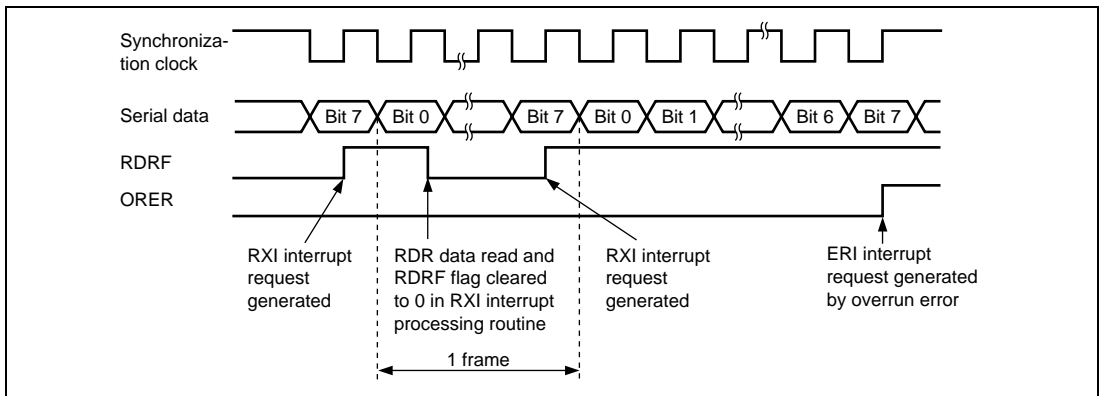 Synchroniza-
tion clock
Serial data
Bit 7
Bit 0
Bit 7
Bit 0
Bit 1
Bit 6
Bit 7
RDRF
ORER
RXI interrupt
request
generated
RDR data read and
RDRF flag cleared
to 0 in RXI interrupt
processing routine
RXI interrupt
request
generated
ERI interrupt
request generated
by overrun error
1 frame